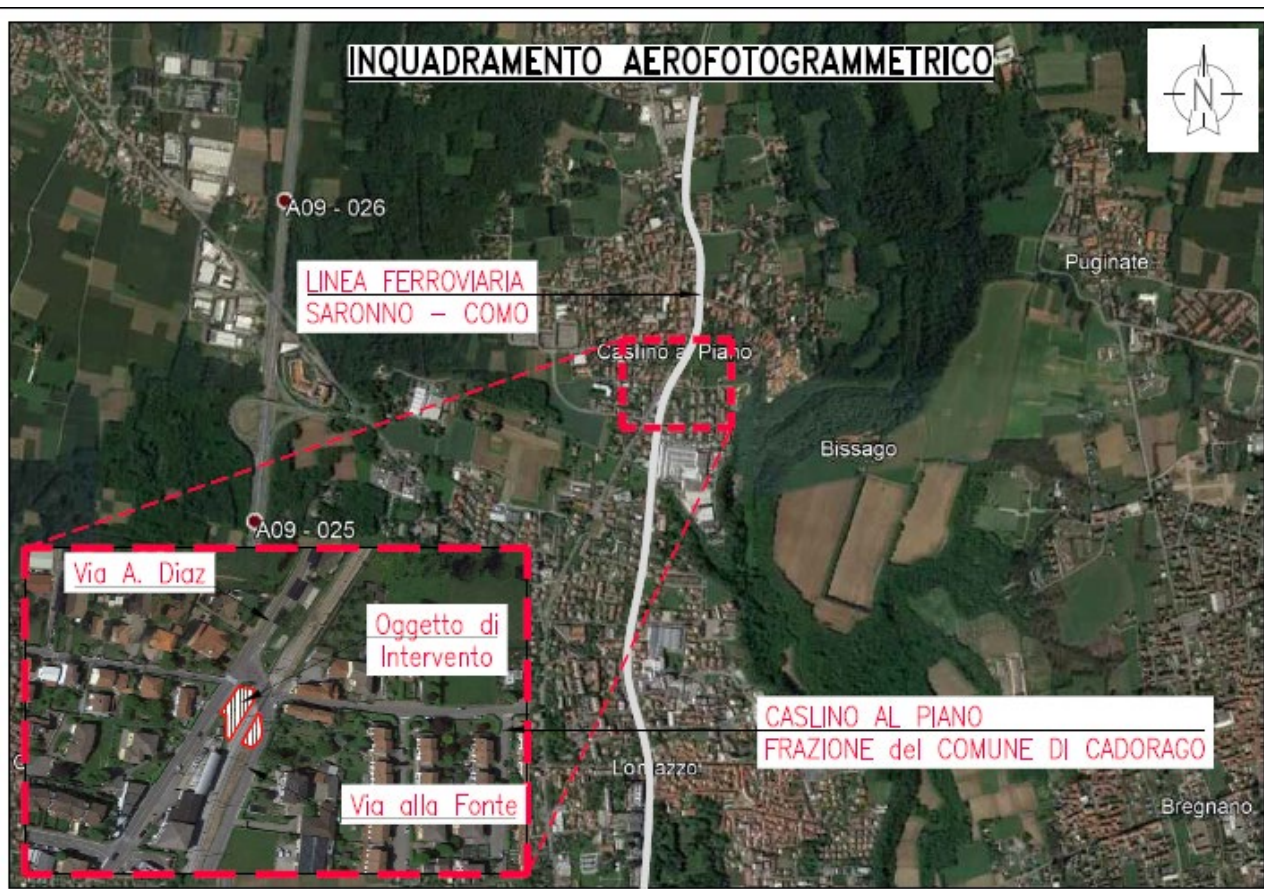 INQUADRAMENTO AEROFOTOGRAMMETRICO
N
A09 - 026
LINEA FERROVIARIA
SARONNO - COMO
Puginate
Caslino al Piano
Bissago
A09 - 025
Via A. Diaz
Oggetto di
Intervento
CASLINO AL PIANO
FRAZIONE del COMUNE DI CADORAGO
Lomazzo
Via alla Fonte
Bregnano